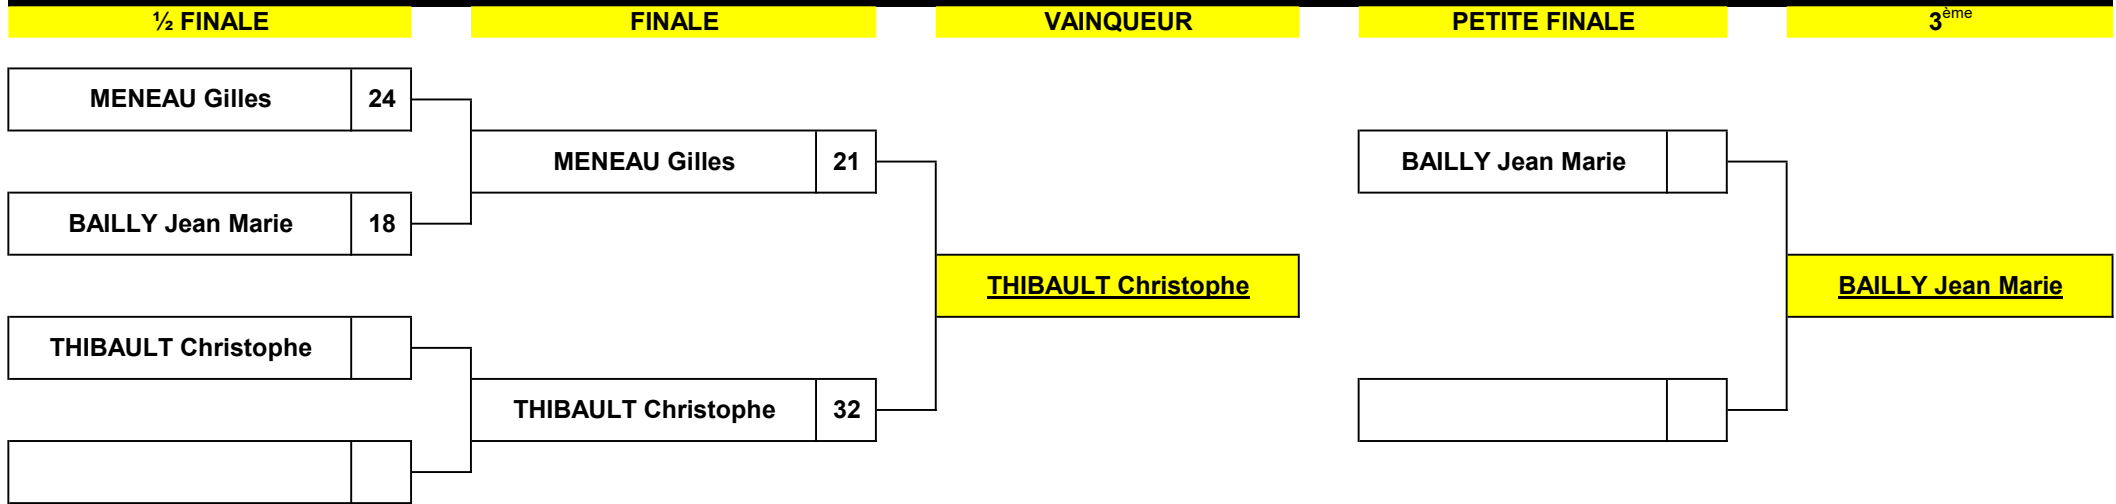 ½ FINALE
FINALE
VAINQUEUR
PETITE FINALE
3ème
MENEAU Gilles 24
MENEAU Gilles 21
BAILLY Jean Marie
BAILLY Jean Marie 18
THIBAULT Christophe
BAILLY Jean Marie
THIBAULT Christophe
THIBAULT Christophe 32